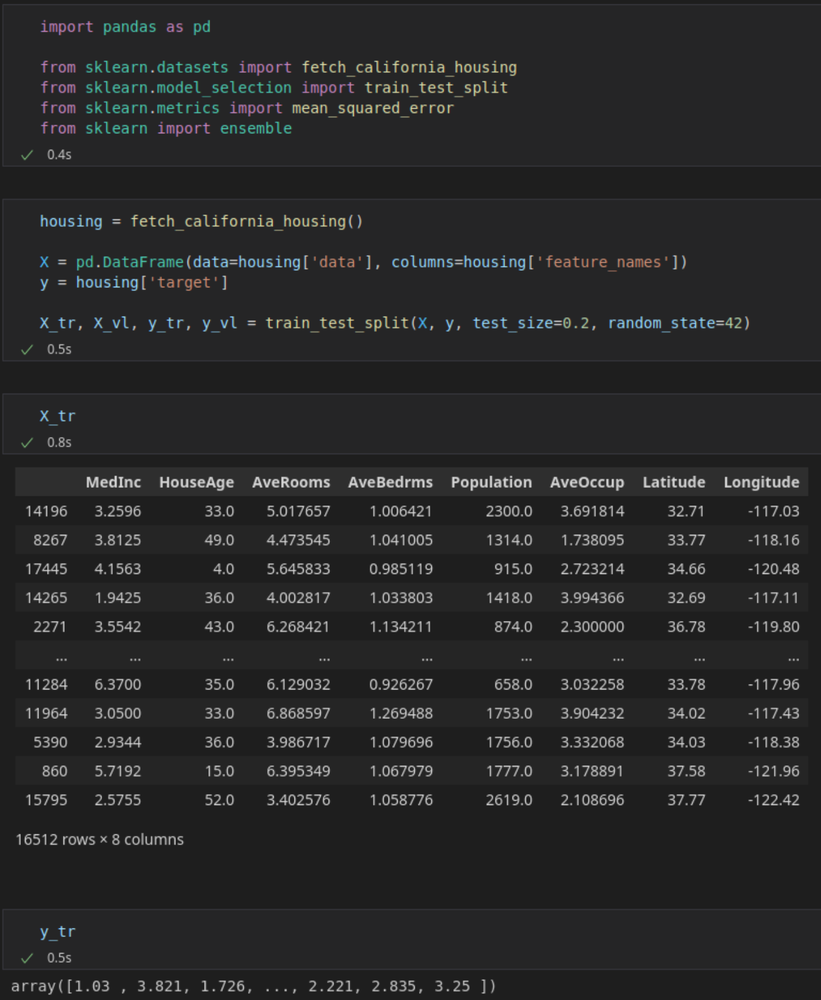 import pandas as pd
from sklearn.datasets import fetch_california_housing
from sklearn.model_selection import train_test_split
from sklearn.metrics import mean_squared_error
from sklearn import ensemble
✓ 0.4s
housing = fetch_california_housing()
X = pd.DataFrame(data=housing['data'], columns=housing['feature_names'])
y = housing['target']
X_tr, X_vl, y_tr, y_vl = train_test_split(X, y, test_size=0.2, random_state=42)
✓ 0.5s
X_tr
✓ 0.8s
MedInc HouseAge AveRooms AveBedrms Population AveOccup Latitude Longitude
14196 3.2596 33.0 5.017657 1.006421 2300.0 3.691814 32.71 -117.03
8267 3.8125 49.0 4.473545 1.041005 1314.0 1.738095 33.77 -118.16
17445 4.1563 4.0 5.645833 0.985119 915.0 2.723214 34.66 -120.48
14265 1.9425 36.0 4.002817 1.033803 1418.0 3.994366 32.69 -117.11
2271 3.5542 43.0 6.268421 1.134211 874.0 2.300000 36.78 -119.80
... ... ... ... ... ... ... ... ...
11284 6.3700 35.0 6.129032 0.926267 658.0 3.032258 33.78 -117.96
11964 3.0500 33.0 6.868597 1.269488 1753.0 3.904232 34.02 -117.43
5390 2.9344 36.0 3.986717 1.079696 1756.0 3.332068 34.03 -118.38
860 5.7192 15.0 6.395349 1.067979 1777.0 3.178891 37.58 -121.96
15795 2.5755 52.0 3.402576 1.058776 2619.0 2.108696 37.77 -122.42
16512 rows × 8 columns
y_tr
✓ 0.5s
array([1.03 , 3.821, 1.726, ..., 2.221, 2.835, 3.25 ])